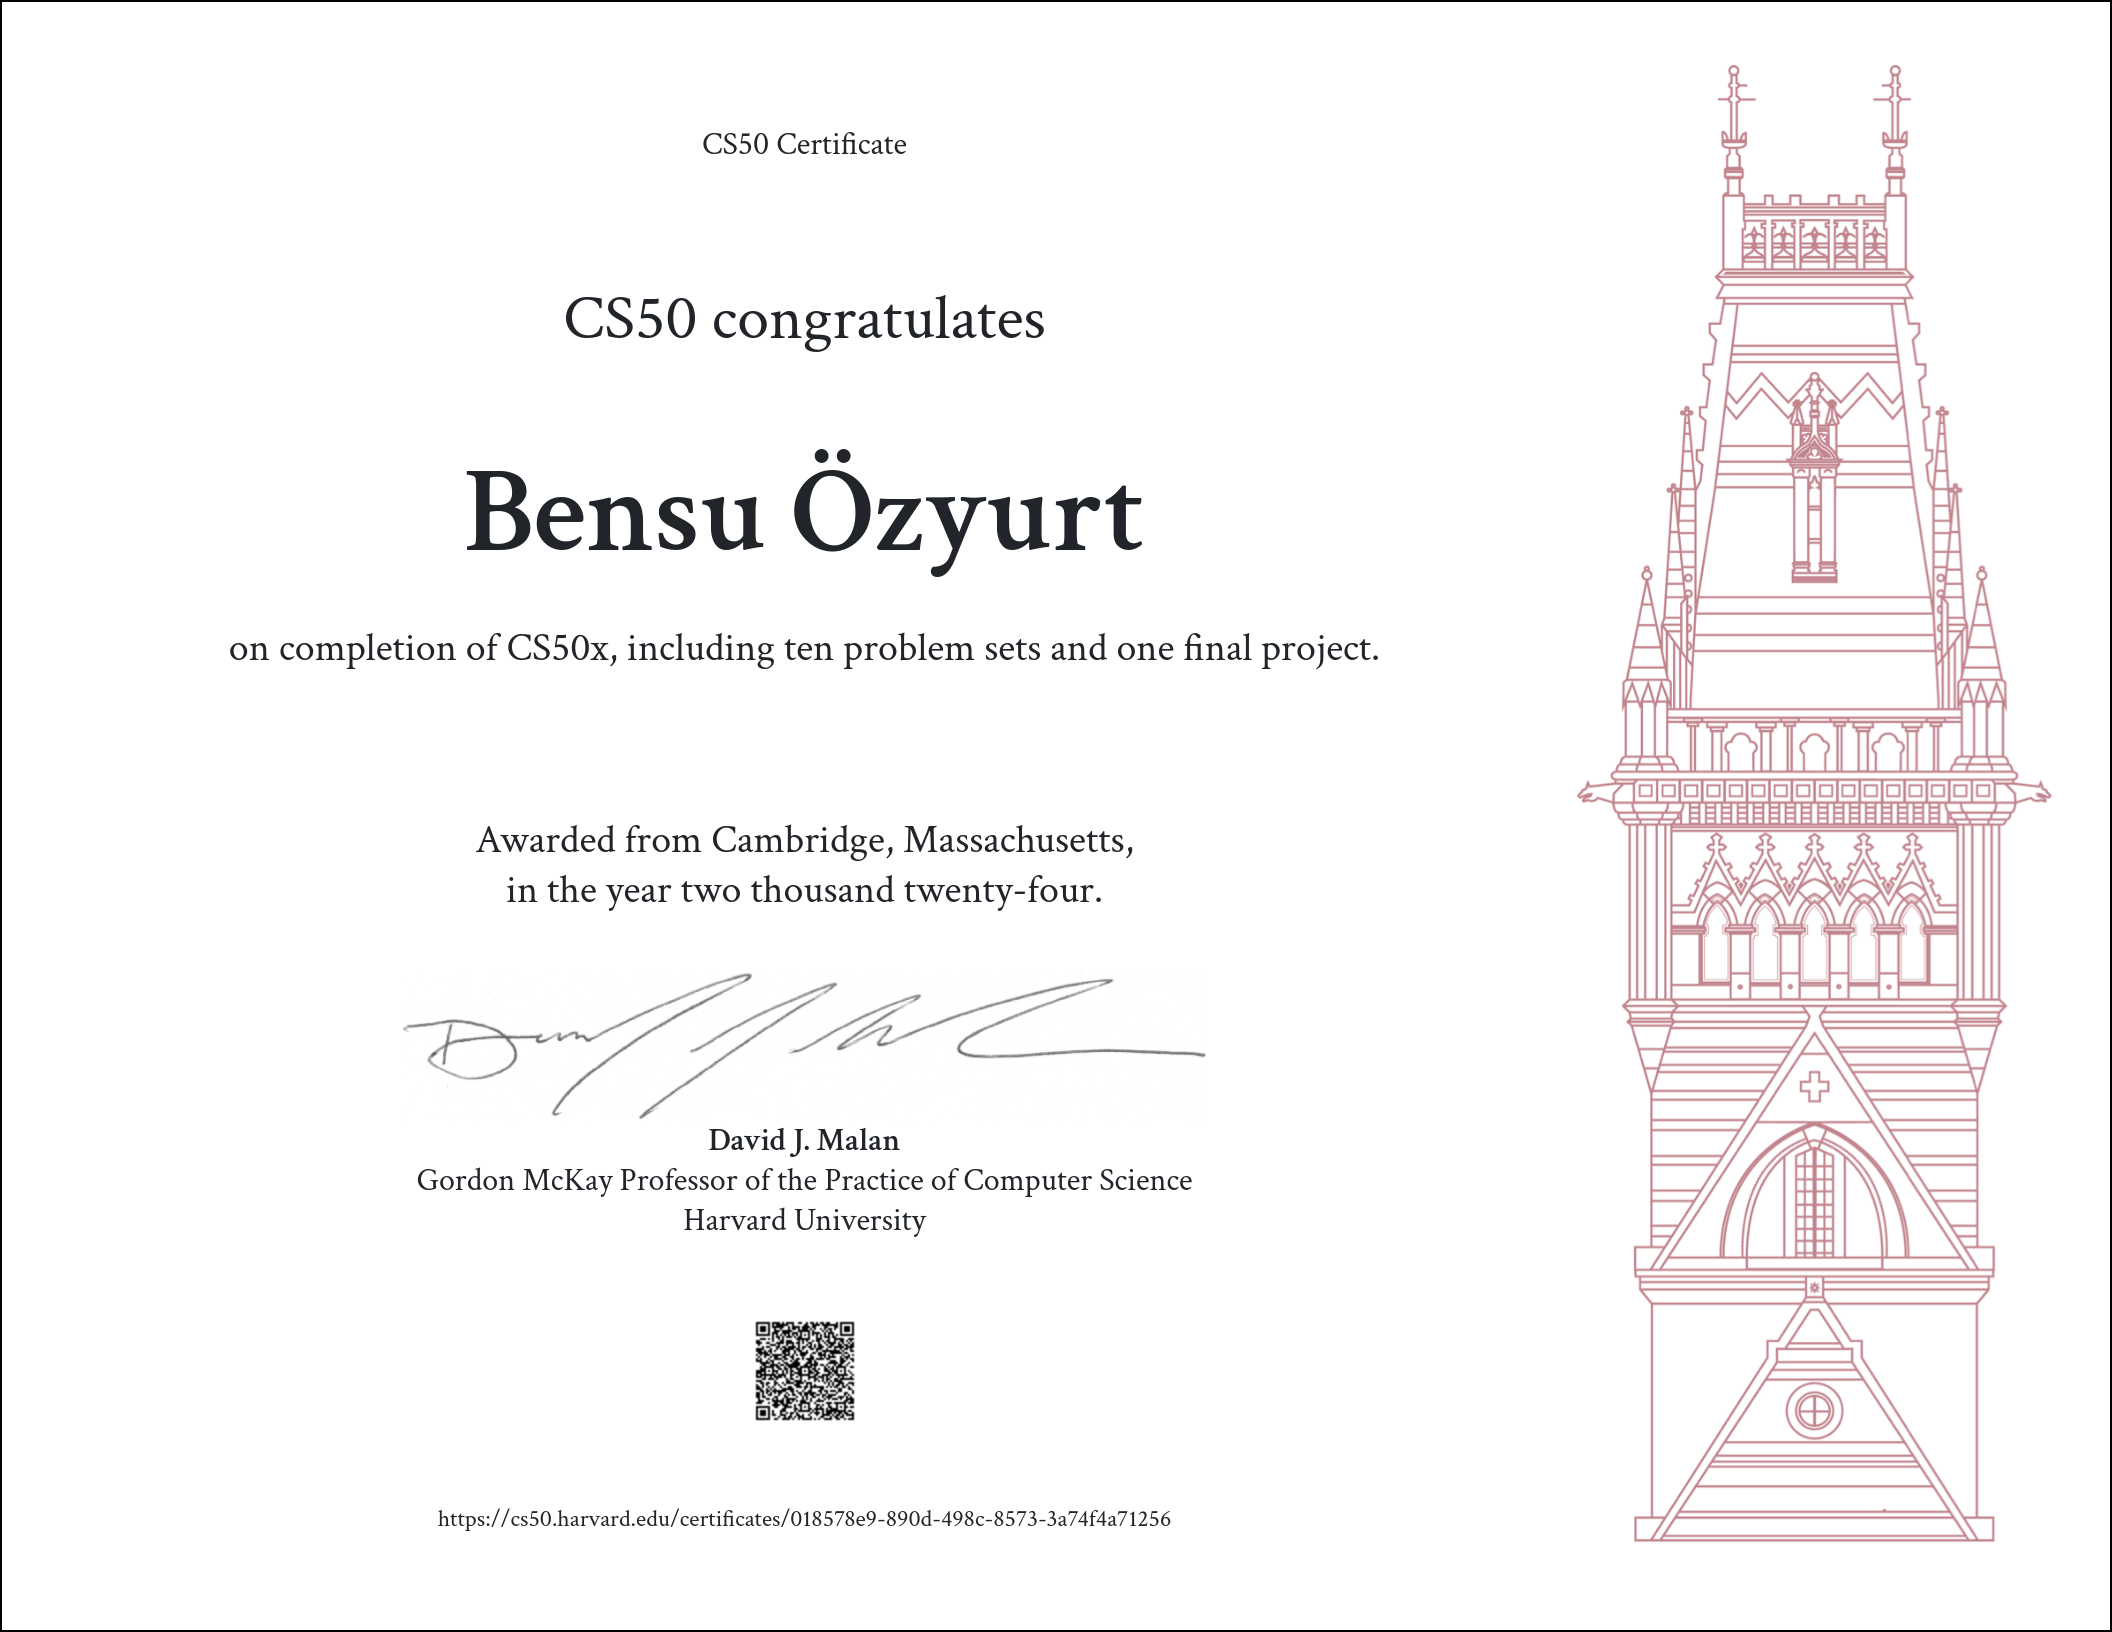 CS50 Certificate
CS50 congratulates
Bensu Özyurt
on completion of CS50x, including ten problem sets and one final project.
Awarded from Cambridge, Massachusetts,
in the year two thousand twenty-four.
David J. Malan
Gordon McKay Professor of the Practice of Computer Science
Harvard University
https://cs50.harvard.edu/certificates/018578e9-890d-498c-8573-3a74f4a71256